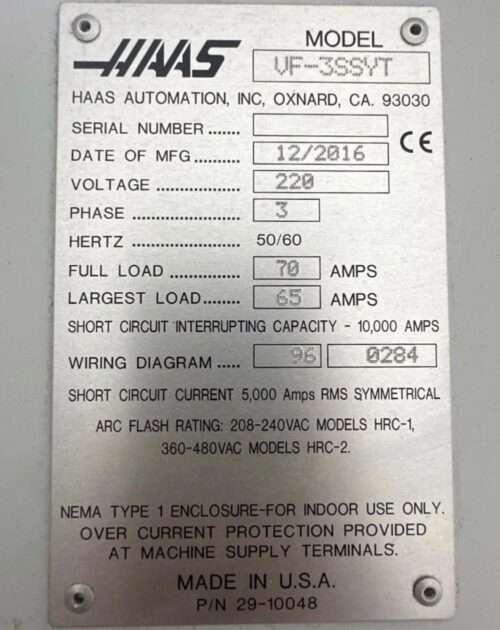 HAAS
MODEL
VF-3SSYT
HAAS AUTOMATION, INC, OXNARD, CA. 93030
SERIAL NUMBER .......
CE
DATE OF MFG ......... 12/2016
VOLTAGE ............... 220
PHASE ................... 3
HERTZ ................... 50/60
FULL LOAD ............ 70 AMPS
LARGEST LOAD....... 65 AMPS
SHORT CIRCUIT INTERRUPTING CAPACITY - 10,000 AMPS
WIRING DIAGRAM ..... 96 0284
SHORT CIRCUIT CURRENT 5,000 Amps RMS SYMMETRICAL
ARC FLASH RATING: 208-240VAC MODELS HRC-1,
360-480VAC MODELS HRC-2.
NEMA TYPE 1 ENCLOSURE-FOR INDOOR USE ONLY.
OVER CURRENT PROTECTION PROVIDED
AT MACHINE SUPPLY TERMINALS.
MADE IN U.S.A.
P/N 29-10048